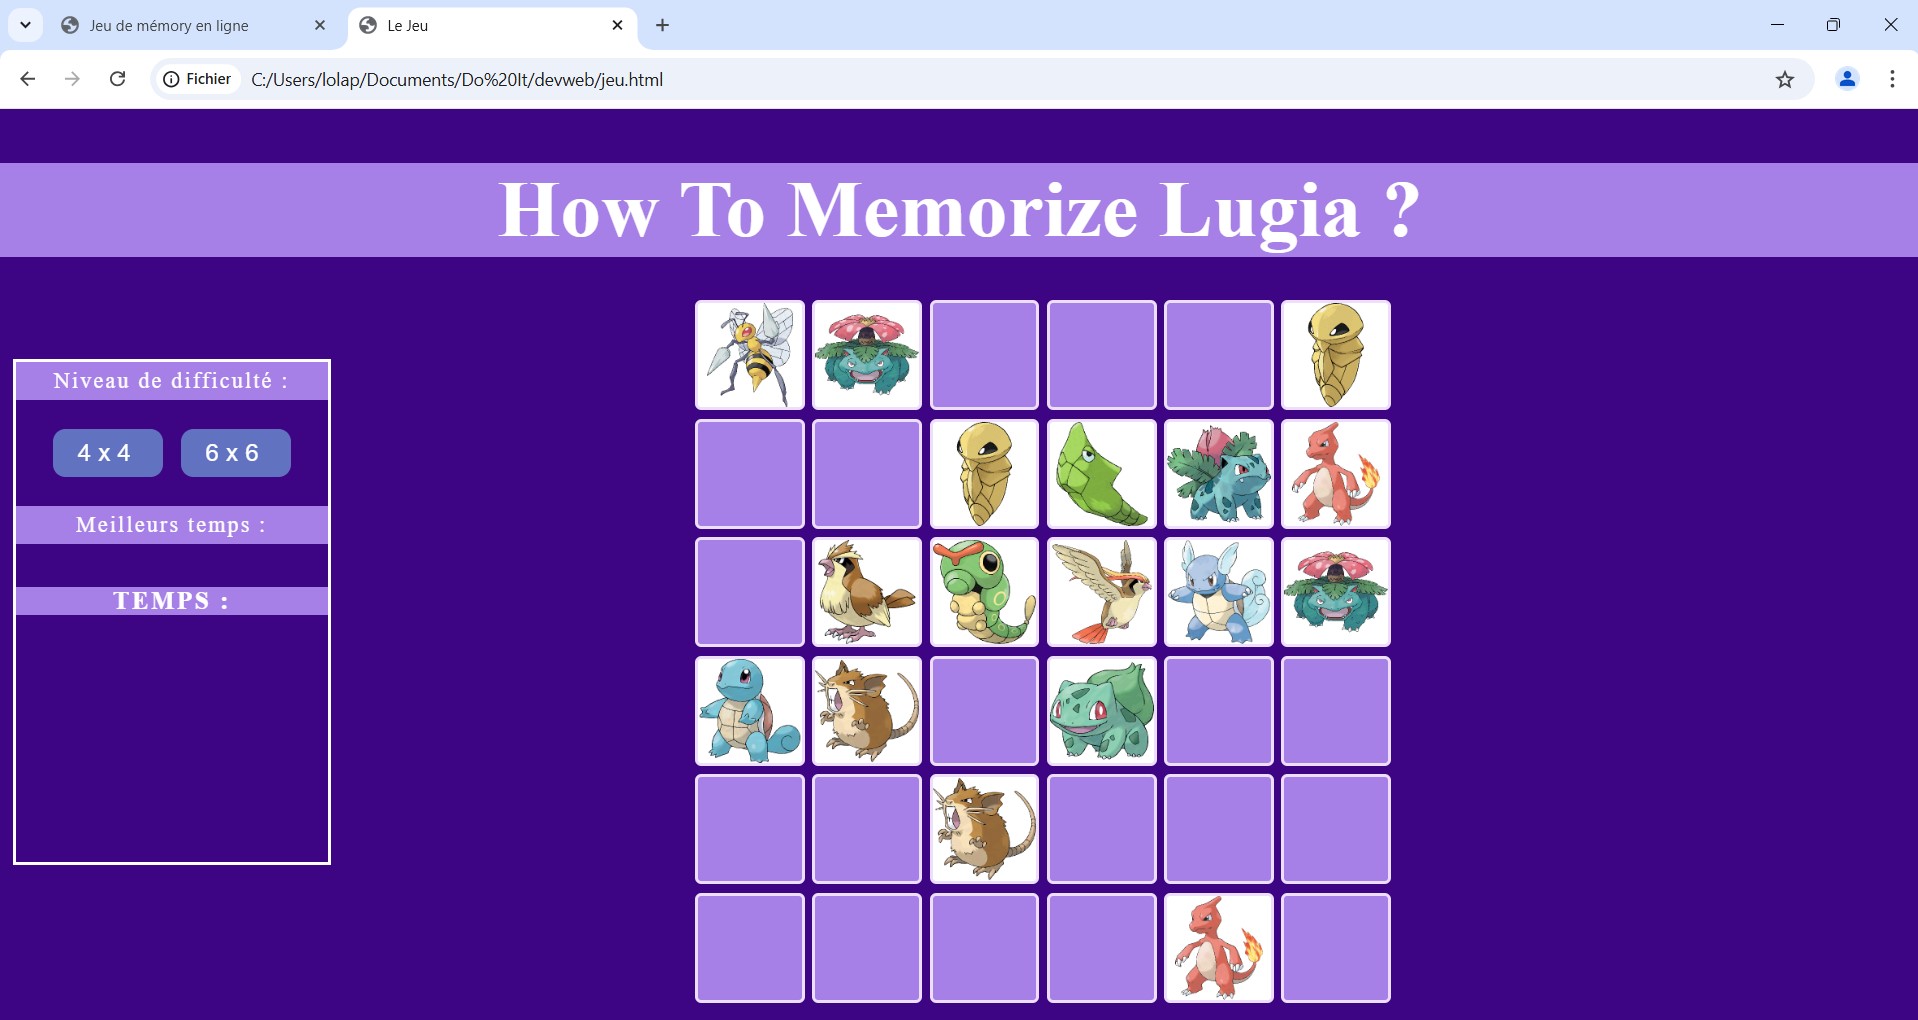 Jeu de mémory en ligne
Le Jeu
Fichier
C:/Users/lolap/Documents/Do%20It/devweb/jeu.html
How To Memorize Lugia ?
Niveau de difficulté :
4 x 4
6 x 6
Meilleurs temps :
TEMPS :